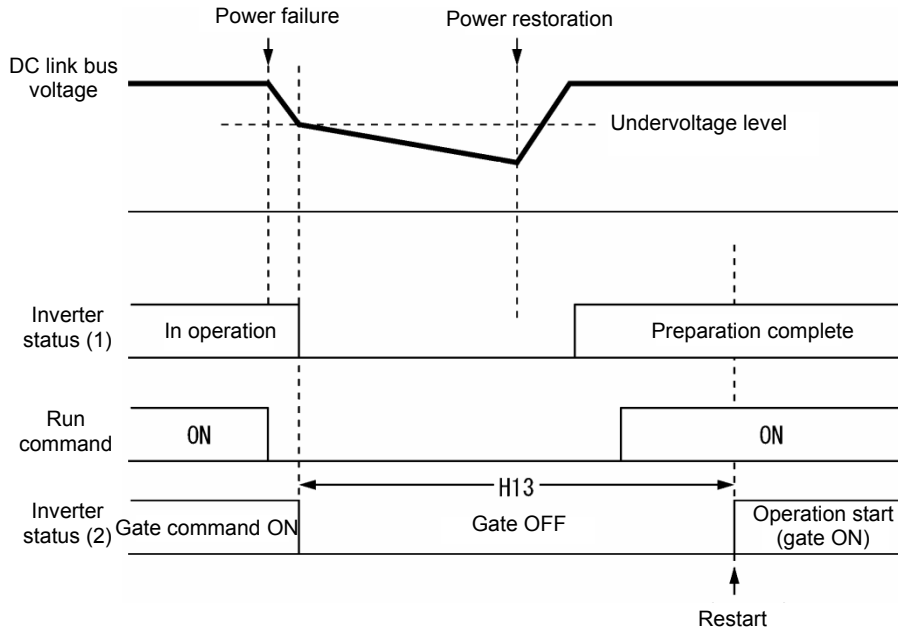 Power failure
Power restoration
DC link bus
voltage
Undervoltage level
Inverter
status (1)
In operation
Preparation complete
Run
command
ON
ON
H13
Inverter
status (2)
Gate command ON
Gate OFF
Operation start
(gate ON)
Restart